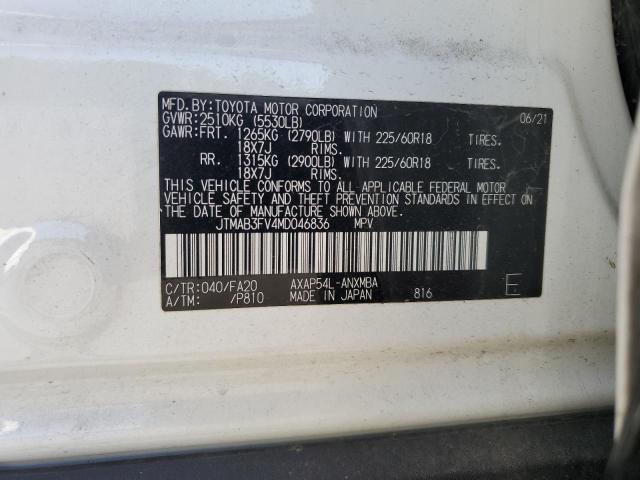 MFD. BY: TOYOTA MOTOR CORPORATION 06/21
GVWR: 2510KG (5530LB)
GAWR: FRT. 1265KG (2790LB) WITH 225/60R18 TIRES.
18X7J RIMS.
RR. 1315KG (2900LB) WITH 225/60R18 TIRES.
18X7J RIMS.
THIS VEHICLE CONFORMS TO ALL APPLICABLE FEDERAL MOTOR
VEHICLE SAFETY AND THEFT PREVENTION STANDARDS IN EFFECT
ON THE DATE OF MANUFACTURE SHOWN ABOVE.
JTMAB3FV4MD046836 MPV
C/TR: 040/FA20 AXAP54L-ANXMBA
A/TM: /P810 MADE IN JAPAN 816 E